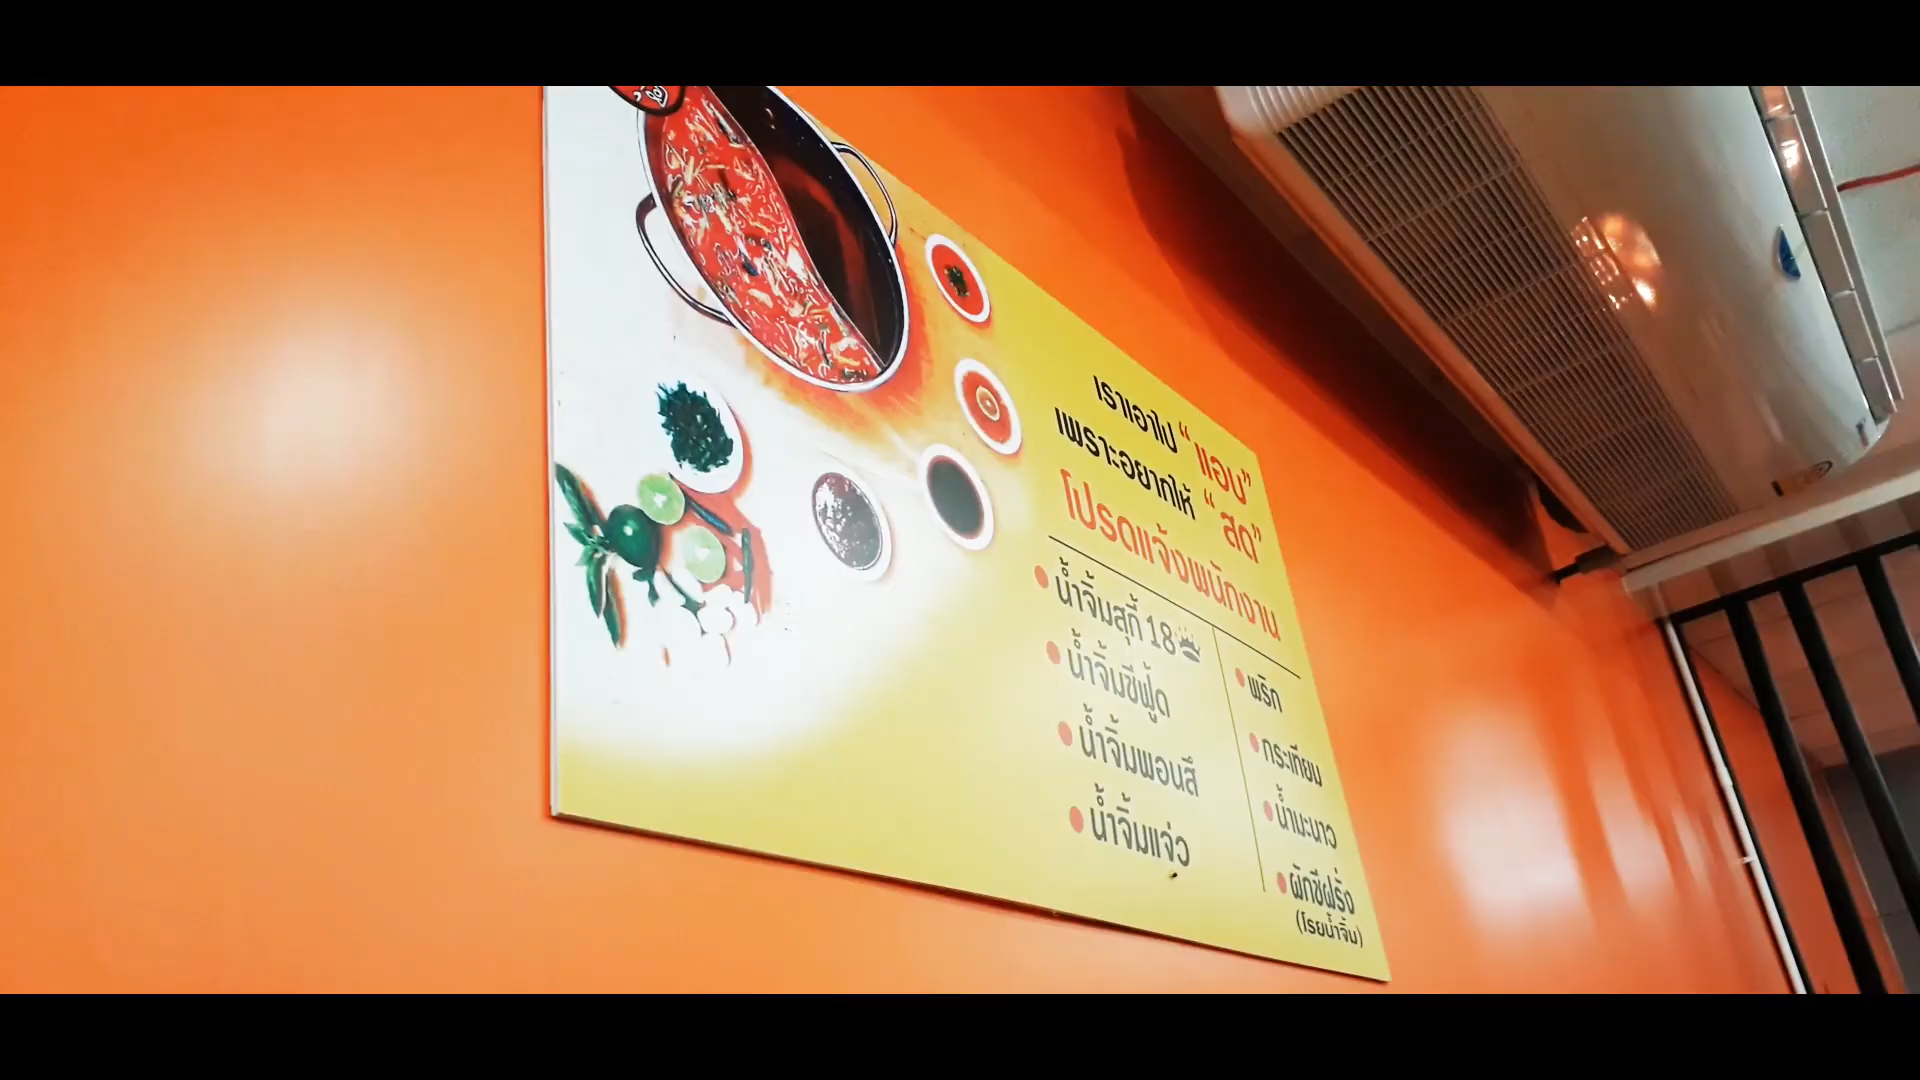 เราเอาไป “แอบ”
เพราะอยากให้ “สด”
โปรดแจ้งพนักงาน
น้ำจิ้มสุกี้ 18
น้ำจิ้มซีฟู้ด
น้ำจิ้มพอนสึ
น้ำจิ้มแจ่ว
พริก
กระเทียม
น้ำมะนาว
ผักชีฝรั่ง
(โรยน้ำจิ้ม)